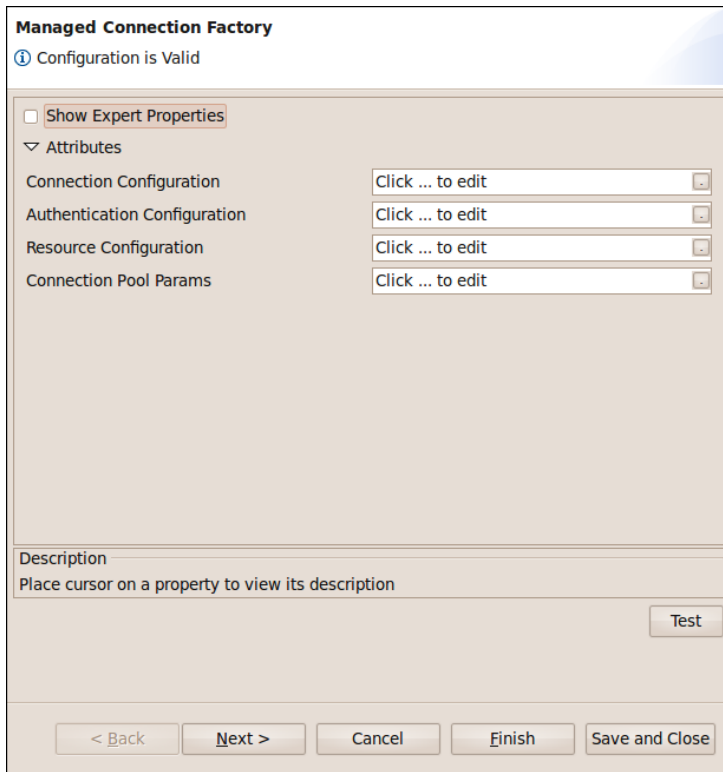 Managed Connection Factory
Configuration is Valid
Show Expert Properties
Attributes
Connection Configuration Click ... to edit .
Authentication Configuration Click ... to edit .
Resource Configuration Click ... to edit .
Connection Pool Params Click ... to edit .
Description
Place cursor on a property to view its description
Test
< Back Next > Cancel Finish Save and Close